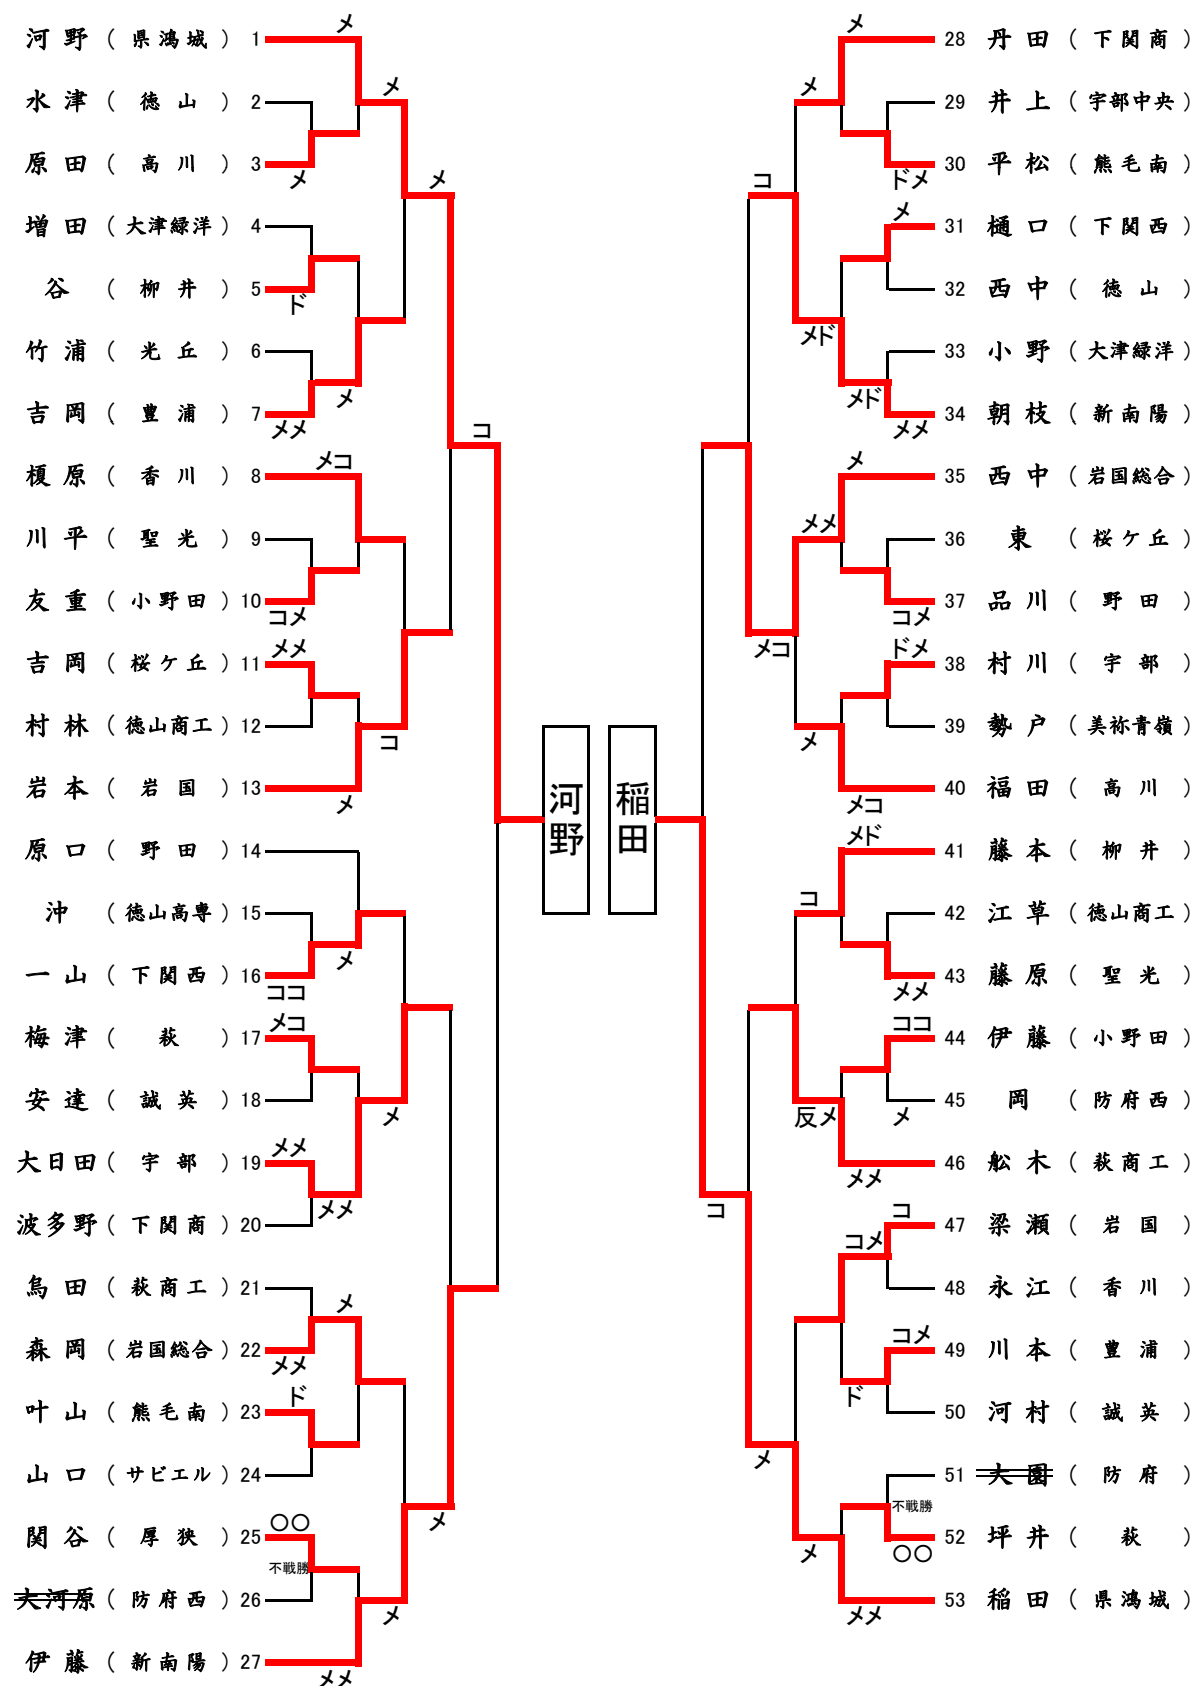 河野 ( 県鴻城 ) 1
水津 ( 徳山 ) 2
原田 ( 高川 ) 3
増田 ( 大津緑洋 ) 4
谷 ( 柳井 ) 5
竹浦 ( 光丘 ) 6
吉岡 ( 豊浦 ) 7
榎原 ( 香川 ) 8
川平 ( 聖光 ) 9
友重 ( 小野田 ) 10
吉岡 ( 桜ケ丘 ) 11
村林 ( 徳山商工 ) 12
岩本 ( 岩国 ) 13
原口 ( 野田 ) 14
沖 ( 徳山高専 ) 15
一山 ( 下関西 ) 16
梅津 ( 萩 ) 17
安達 ( 誠英 ) 18
大日田 ( 宇部 ) 19
波多野 ( 下関商 ) 20
鳥田 ( 萩商工 ) 21
森岡 ( 岩国総合 ) 22
叶山 ( 熊毛南 ) 23
山口 ( サビエル ) 24
関谷 ( 厚狭 ) 25
大河原 ( 防府西 ) 26
伊藤 ( 新南陽 ) 27
メ
メ
メ
メ
ド
メ
メメ
コ
メコ
コメ
メメ
コ
メ
メ
ココ
メコ
メ
メメ
メメ
メ
メメ
ド
〇〇
不戦勝
メ
メ
メメ
河野
稲田
メ
メ
ドメ
コ
メ
メド
メド
メメ
メ
メメ
コメ
ドメ
メコ
メ
メコ
メド
コ
メメ
ココ
反メ
メ
メメ
コ
コ
コメ
コメ
ド
メ
不戦勝
〇〇
メ
メメ
28 丹田 ( 下関商 )
29 井上 ( 宇部中央 )
30 平松 ( 熊毛南 )
31 樋口 ( 下関西 )
32 西中 ( 徳山 )
33 小野 ( 大津緑洋 )
34 朝枝 ( 新南陽 )
35 西中 ( 岩国総合 )
36 東 ( 桜ケ丘 )
37 品川 ( 野田 )
38 村川 ( 宇部 )
39 勢戸 ( 美祢青嶺 )
40 福田 ( 高川 )
41 藤本 ( 柳井 )
42 江草 ( 徳山商工 )
43 藤原 ( 聖光 )
44 伊藤 ( 小野田 )
45 岡 ( 防府西 )
46 舩木 ( 萩商工 )
47 梁瀬 ( 岩国 )
48 永江 ( 香川 )
49 川本 ( 豊浦 )
50 河村 ( 誠英 )
51 大園 ( 防府 )
52 坪井 ( 萩 )
53 稲田 ( 県鴻城 )